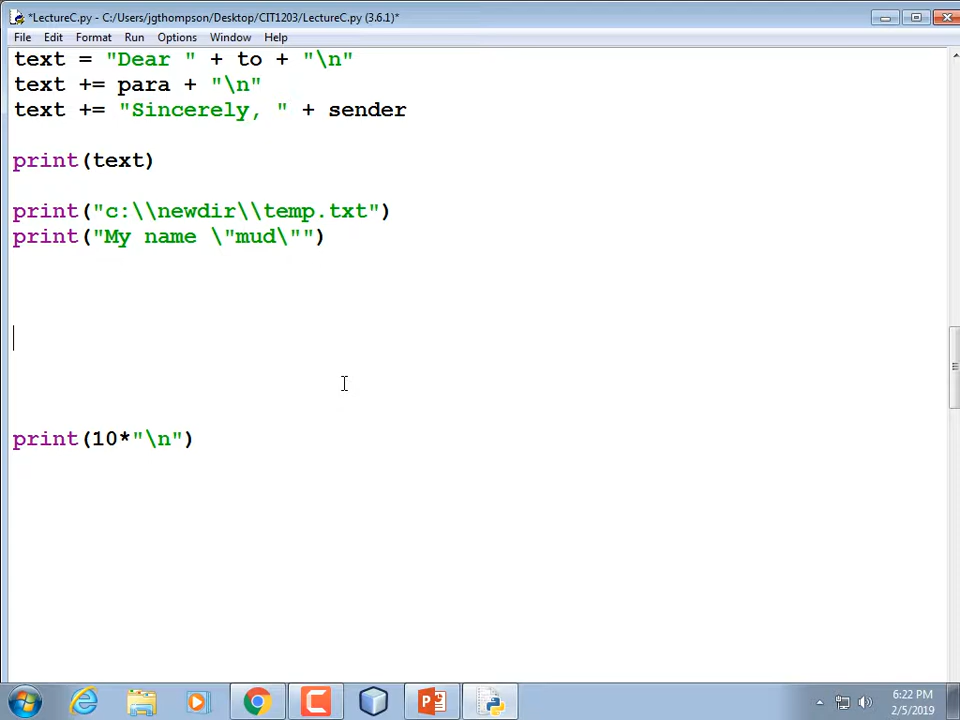 *LectureC.py - C:/Users/jgthompson/Desktop/CIT1203/LectureC.py (3.6.1)*
File Edit Format Run Options Window Help
text = "Dear " + to + "\n"
text += para + "\n"
text += "Sincerely, " + sender
print(text)
print("c:\\newdir\\temp.txt")
print("My name \"mud\"")
print(10*"\n")
6:22 PM
2/5/2019